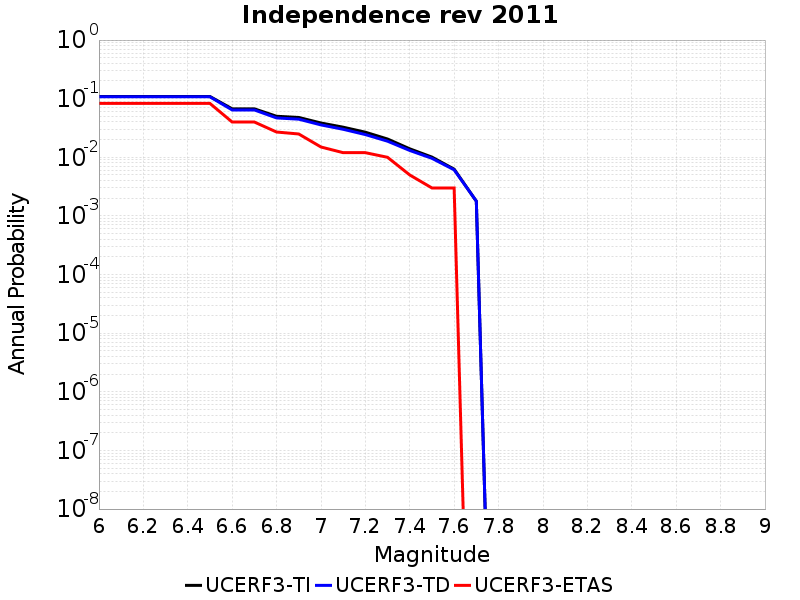 Independence rev 2011
Annual Probability
10^0
10^-1
10^-2
10^-3
10^-4
10^-5
10^-6
10^-7
10^-8
6 6.2 6.4 6.6 6.8 7 7.2 7.4 7.6 7.8 8 8.2 8.4 8.6 8.8 9
Magnitude
UCERF3-TI UCERF3-TD UCERF3-ETAS